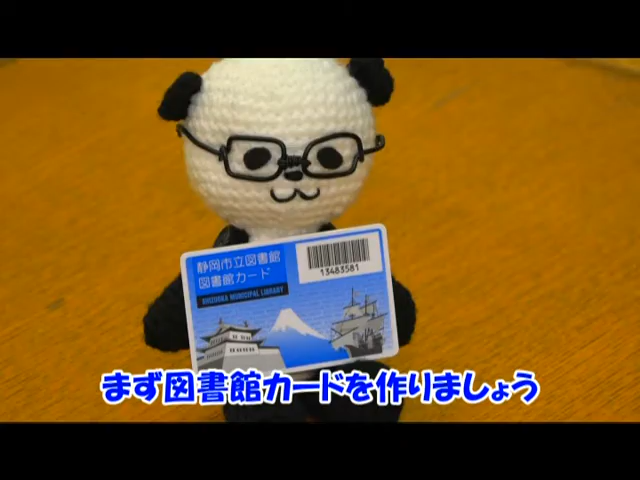 静岡市立図書館
図書館カード
SHIZUOKA MUNICIPAL LIBRARY
13483581
まず図書館カードを作りましょう